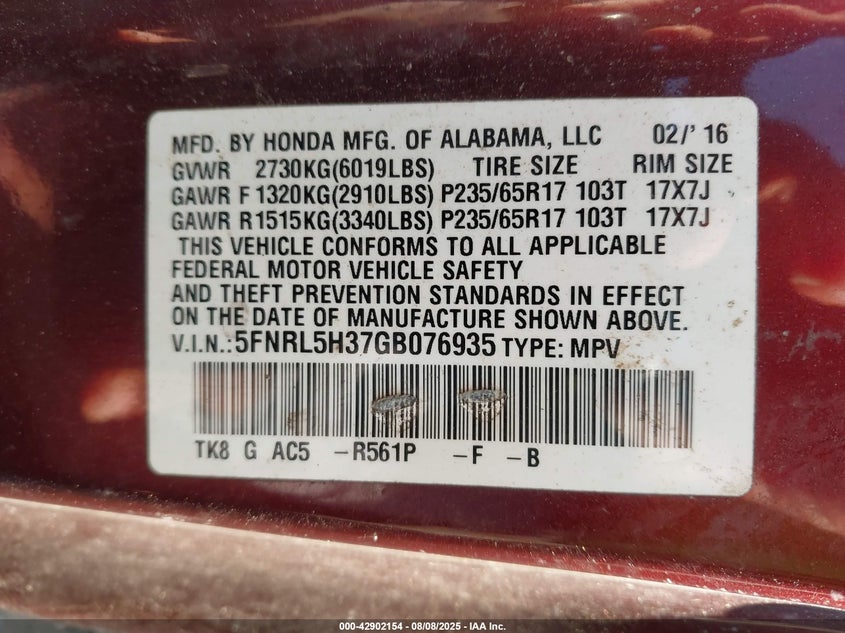 MFD. BY HONDA MFG. OF ALABAMA, LLC 02/' 16
GVWR 2730KG(6019LBS) TIRE SIZE RIM SIZE
GAWR F 1320KG(2910LBS) P235/65R17 103T 17X7J
GAWR R1515KG(3340LBS) P235/65R17 103T 17X7J
THIS VEHICLE CONFORMS TO ALL APPLICABLE
FEDERAL MOTOR VEHICLE SAFETY
AND THEFT PREVENTION STANDARDS IN EFFECT
ON THE DATE OF MANUFACTURE SHOWN ABOVE.
V.I.N.:5FNRL5H37GB076935 TYPE: MPV
TK8 G AC5 –R561P –F –B
000-42902154 - 08/08/2025 - IAA Inc.